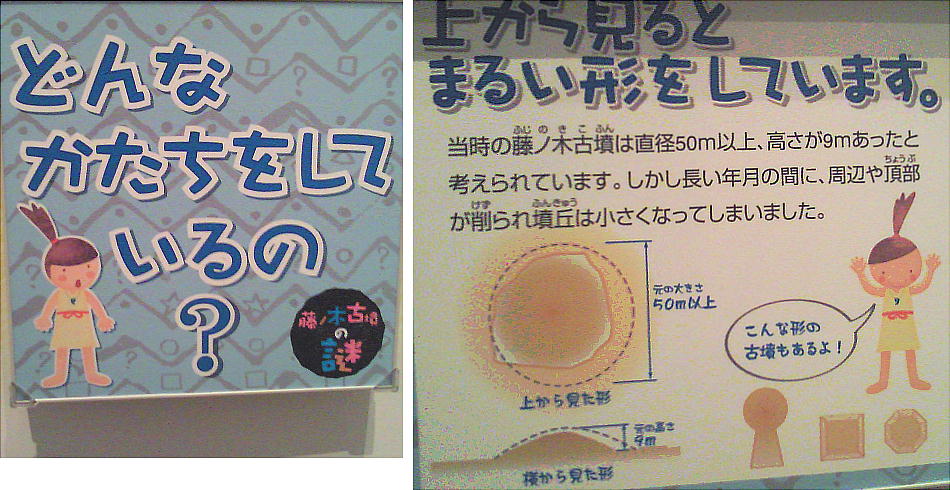 どんな
かたちをして
いるの
?
藤ノ木古墳
の
謎
上から見ると
まるい形をしています。
当時の藤ノ木古墳は直径50m以上、高さが9mあったと
考えられています。しかし長い年月の間に、周辺や頂部
が削られ墳丘は小さくなってしまいました。
元の大きさ
50m以上
こんな形の
古墳もあるよ!
上から見た形
元の高さ
9m
横から見た形